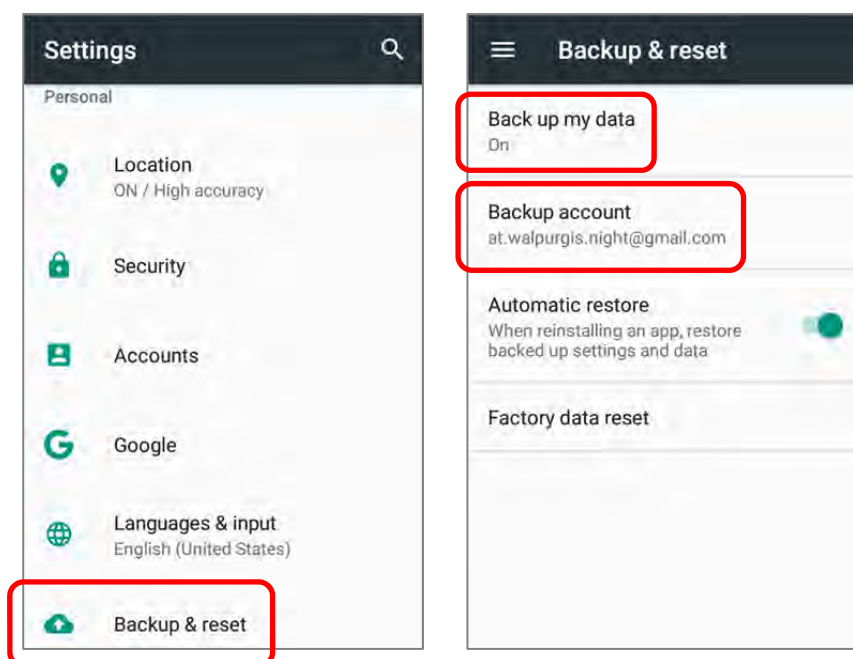 Settings
Personal
Location
ON / High accuracy
Security
Accounts
Google
Languages & input
English (United States)
Backup & reset
Backup & reset
Back up my data
On
Backup account
at.walpurgis.night@gmail.com
Automatic restore
When reinstalling an app, restore
backed up settings and data
Factory data reset